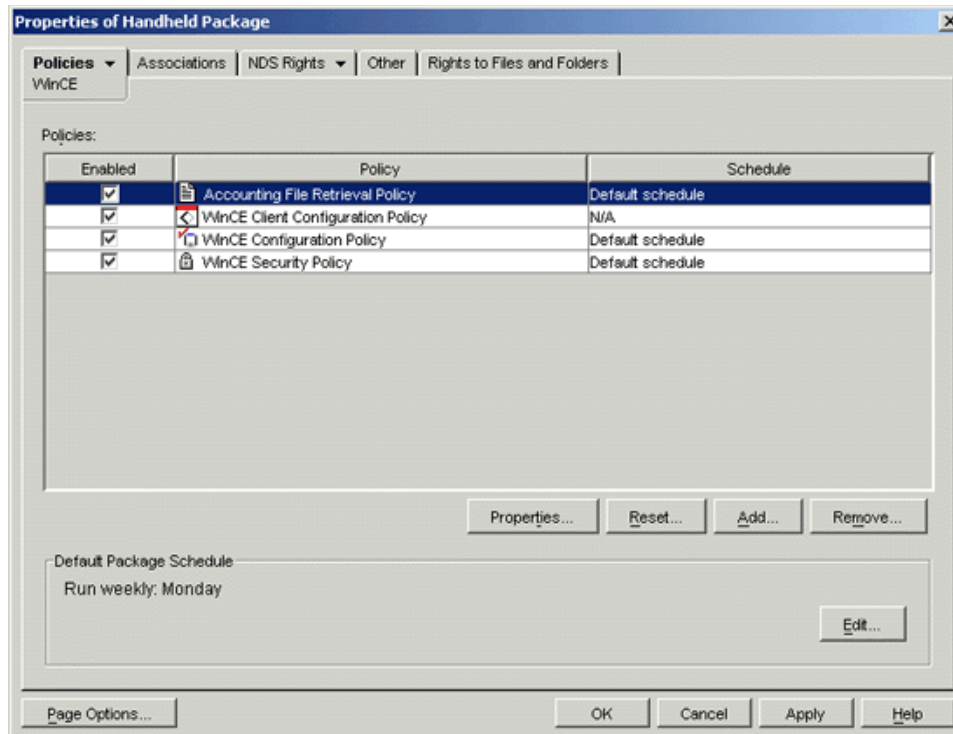 Properties of Handheld Package
Policies Associations NDS Rights Other Rights to Files and Folders
WinCE
Policies:
Enabled Policy Schedule
Accounting File Retrieval Policy Default schedule
WinCE Client Configuration Policy N/A
WinCE Configuration Policy Default schedule
WinCE Security Policy Default schedule
Properties... Reset... Add... Remove...
Default Package Schedule
Run weekly: Monday
Edit...
Page Options... OK Cancel Apply Help